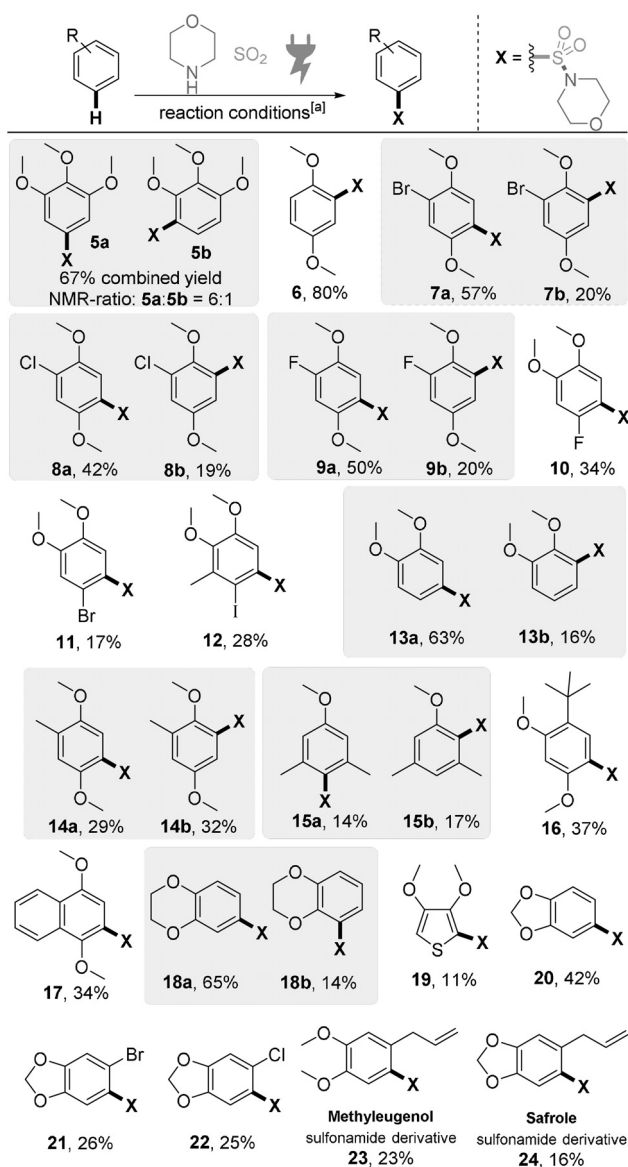 R
O
N
H
SO2
H
reaction conditions[a]
R
X
X =
O O
S
N
O
O O O
5a
X
O O O
X
5b
67% combined yield
NMR-ratio: 5a:5b = 6:1
O
X
O
6, 80%
Br O
X
O
7a, 57%
Br O X
O
7b, 20%
Cl O
X
O
8a, 42%
Cl O X
O
8b, 19%
F O
X
O
9a, 50%
F O X
O
9b, 20%
O O
X
F
10, 34%
O O
X
Br
11, 17%
O O
X
I
12, 28%
O O
X
13a, 63%
O O X
13b, 16%
O
X
O
14a, 29%
O X
O
14b, 32%
O
X
15a, 14%
O
X
15b, 17%
O
X
O
16, 37%
O
X
O
17, 34%
O
O
X
18a, 65%
O
O
X
18b, 14%
O O
S X
19, 11%
O
O
X
20, 42%
O Br
O
X
21, 26%
O Cl
O
X
22, 25%
O
O
X
Methyleugenol
sulfonamide derivative
23, 23%
O
O
X
Safrole
sulfonamide derivative
24, 16%